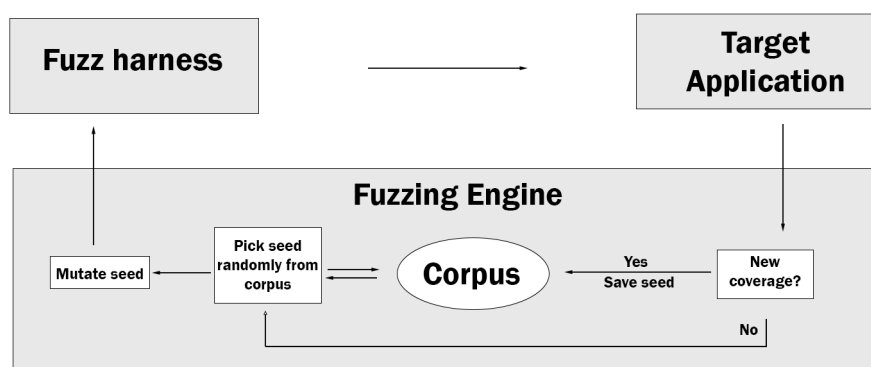 Fuzz harness
Target
Application
Fuzzing Engine
Mutate seed
Pick seed
randomly from
corpus
Corpus
Yes
Save seed
New
coverage?
No